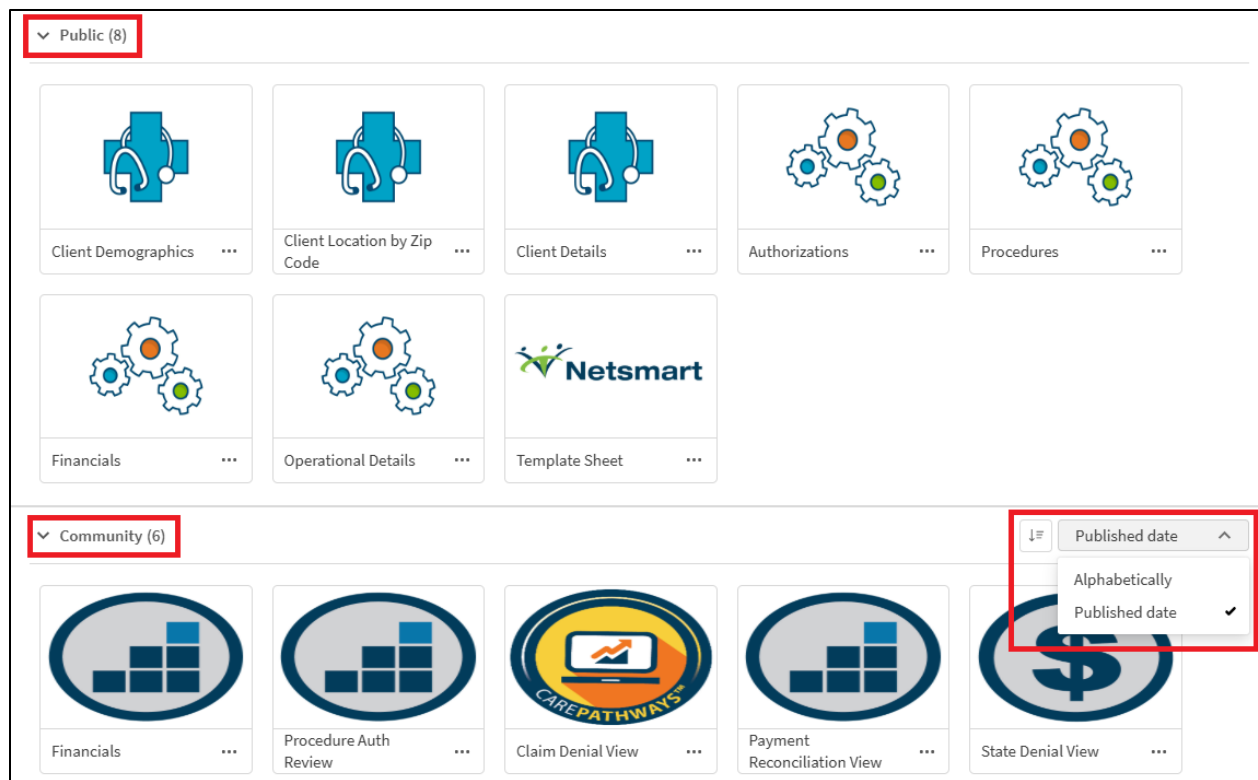 Public (8)
Client Demographics
Client Location by Zip
Code
Client Details
Authorizations
Procedures
Netsmart
Financials
Operational Details
Template Sheet
Community (6)
Published date
Alphabetically
Published date
CAREPATHWAYS™
$
Financials
Procedure Auth
Review
Claim Denial View
Payment
Reconciliation View
State Denial View